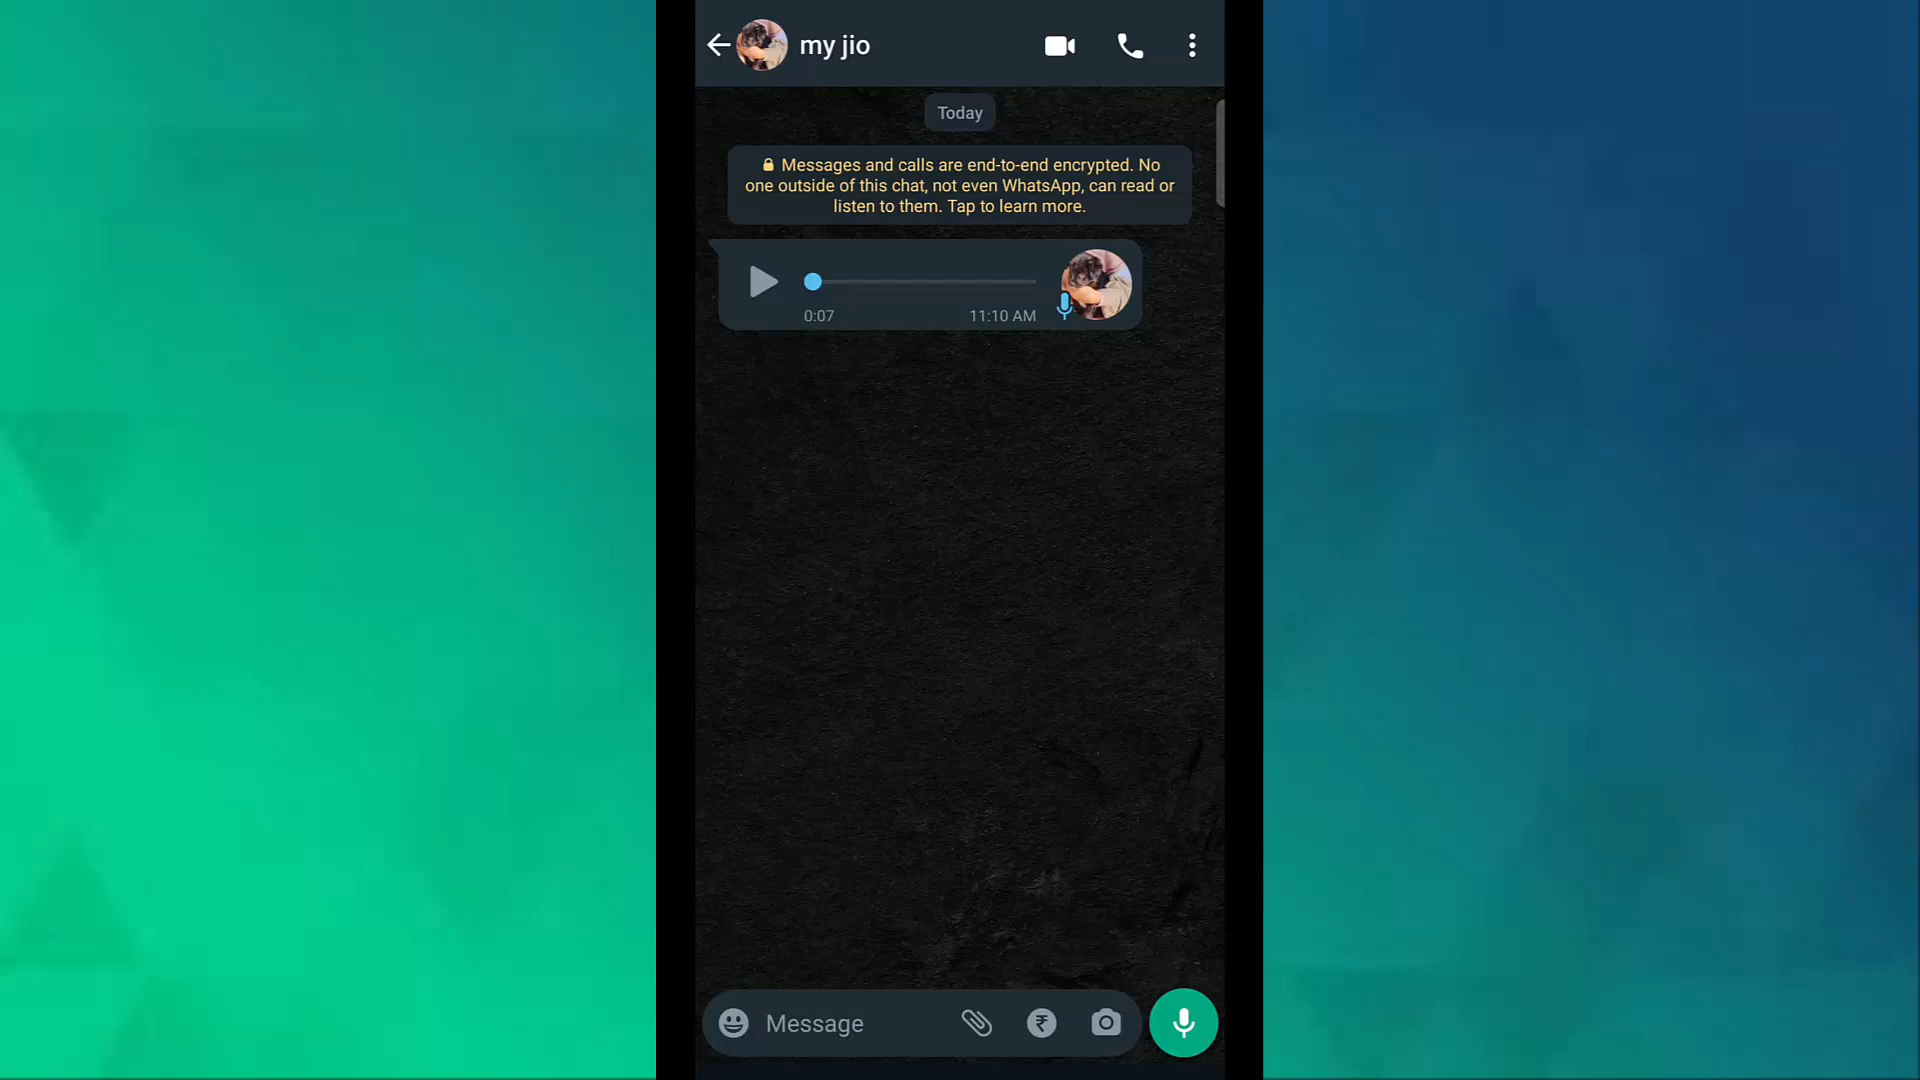 my jio
Today
Messages and calls are end-to-end encrypted. No
one outside of this chat, not even WhatsApp, can read or
listen to them. Tap to learn more.
0:07 11:10 AM
Message